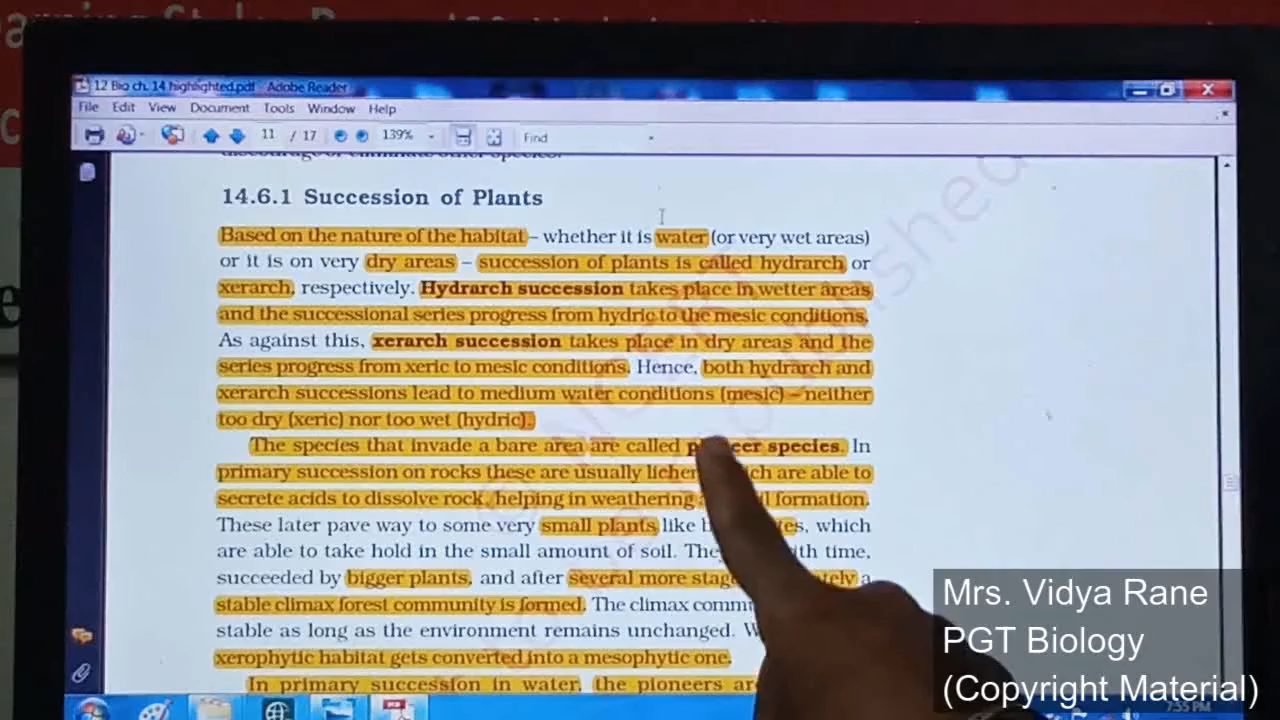 12 Bio ch. 14 highlighted.pdf - Adobe Reader
File Edit View Document Tools Window Help
11 / 17 139% Find
discourage or eliminate other species.
14.6.1 Succession of Plants
Based on the nature of the habitat – whether it is water (or very wet areas)
or it is on very dry areas – succession of plants is called hydrarch or
xerarch, respectively. Hydrarch succession takes place in wetter areas
and the successional series progress from hydric to the mesic conditions.
As against this, xerarch succession takes place in dry areas and the
series progress from xeric to mesic conditions. Hence, both hydrarch and
xerarch successions lead to medium water conditions (mesic) – neither
too dry (xeric) nor too wet (hydric).
The species that invade a bare area are called species. In
primary succession on rocks these are usually are able to
secrete acids to dissolve rock, helping in weathering formation.
These later pave way to some very small plants like which
are able to take hold in the small amount of soil. time,
succeeded by bigger plants, and after several more a
stable climax forest community is formed. The climax
stable as long as the environment remains unchanged.
xerophytic habitat gets converted into a mesophytic one.
In primary succession in water, the pioneers
Mrs. Vidya Rane
PGT Biology
(Copyright Material)
7:55 PM